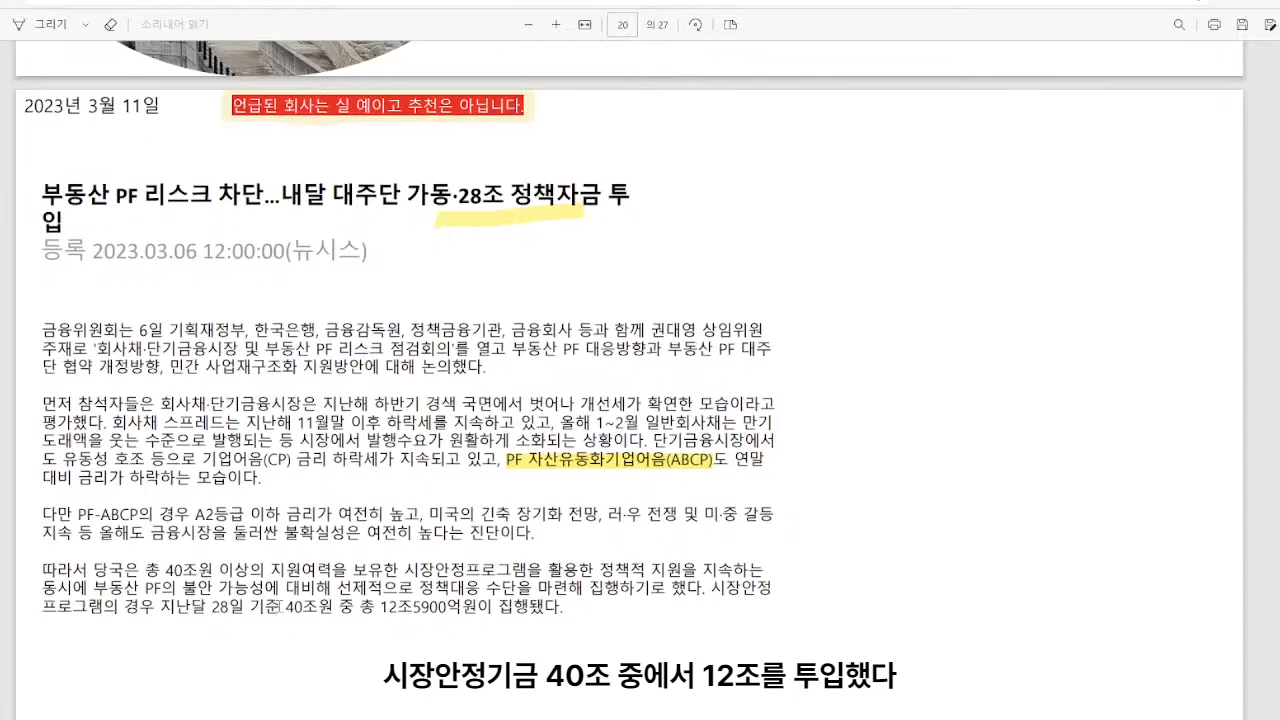 그리기
소리내어 읽기
20
의 27
2023년 3월 11일
언급된 회사는 실 예이고 추천은 아닙니다.
부동산 PF 리스크 차단...내달 대주단 가동·28조 정책자금 투
입
등록 2023.03.06 12:00:00(뉴시스)
금융위원회는 6일 기획재정부, 한국은행, 금융감독원, 정책금융기관, 금융회사 등과 함께 권대영 상임위원
주재로 '회사채·단기금융시장 및 부동산 PF 리스크 점검회의'를 열고 부동산 PF 대응방향과 부동산 PF 대주
단 협약 개정방향, 민간 사업재구조화 지원방안에 대해 논의했다.
먼저 참석자들은 회사채·단기금융시장은 지난해 하반기 경색 국면에서 벗어나 개선세가 확연한 모습이라고
평가했다. 회사채 스프레드는 지난해 11월말 이후 하락세를 지속하고 있고, 올해 1~2월 일반회사채는 만기
도래액을 웃는 수준으로 발행되는 등 시장에서 발행수요가 원활하게 소화되는 상황이다. 단기금융시장에서
도 유동성 호조 등으로 기업어음(CP) 금리 하락세가 지속되고 있고, PF 자산유동화기업어음(ABCP)도 연말
대비 금리가 하락하는 모습이다.
다만 PF-ABCP의 경우 A2등급 이하 금리가 여전히 높고, 미국의 긴축 장기화 전망, 러·우 전쟁 및 미·중 갈등
지속 등 올해도 금융시장을 둘러싼 불확실성은 여전히 높다는 진단이다.
따라서 당국은 총 40조원 이상의 지원여력을 보유한 시장안정프로그램을 활용한 정책적 지원을 지속하는
동시에 부동산 PF의 불안 가능성에 대비해 선제적으로 정책대응 수단을 마련해 집행하기로 했다. 시장안정
프로그램의 경우 지난달 28일 기준 40조원 중 총 12조5900억원이 집행됐다.
시장안정기금 40조 중에서 12조를 투입했다